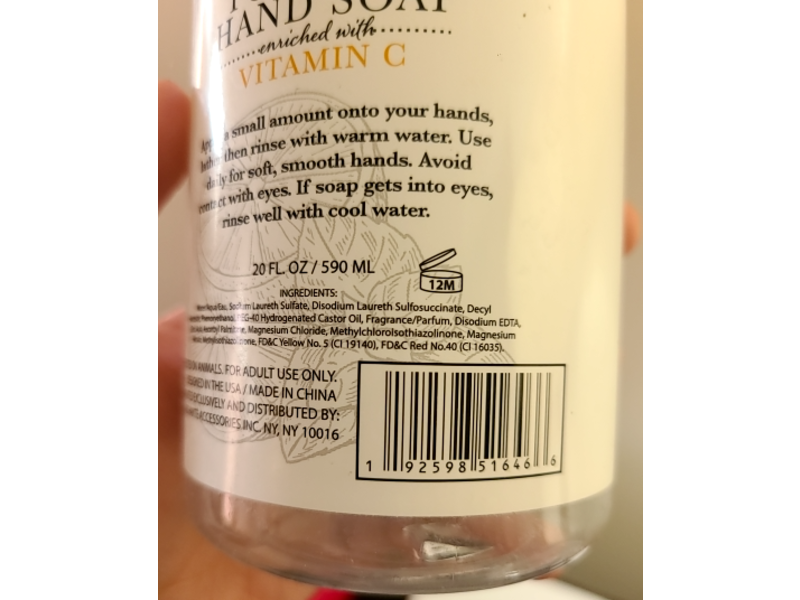 HAND SOAP
enriched with
VITAMIN C
a small amount onto your hands,
then rinse with warm water. Use
daily for soft, smooth hands. Avoid
contact with eyes. If soap gets into eyes,
rinse well with cool water.
20 FL. OZ / 590 ML
12M
INGREDIENTS:
Sodium Laureth Sulfate, Disodium Laureth Sulfosuccinate, Decyl
PEG-40 Hydrogenated Castor Oil, Fragrance/Parfum, Disodium EDTA,
Magnesium Chloride, Methylchloroisothiazolinone, Magnesium
FD&C Yellow No. 5 (CI 19140), FD&C Red No.40 (CI 16035).
ANIMALS. FOR ADULT USE ONLY.
IN THE USA / MADE IN CHINA
EXCLUSIVELY AND DISTRIBUTED BY:
ACCESSORIES INC. NY, NY 10016
1 92598 51646 6